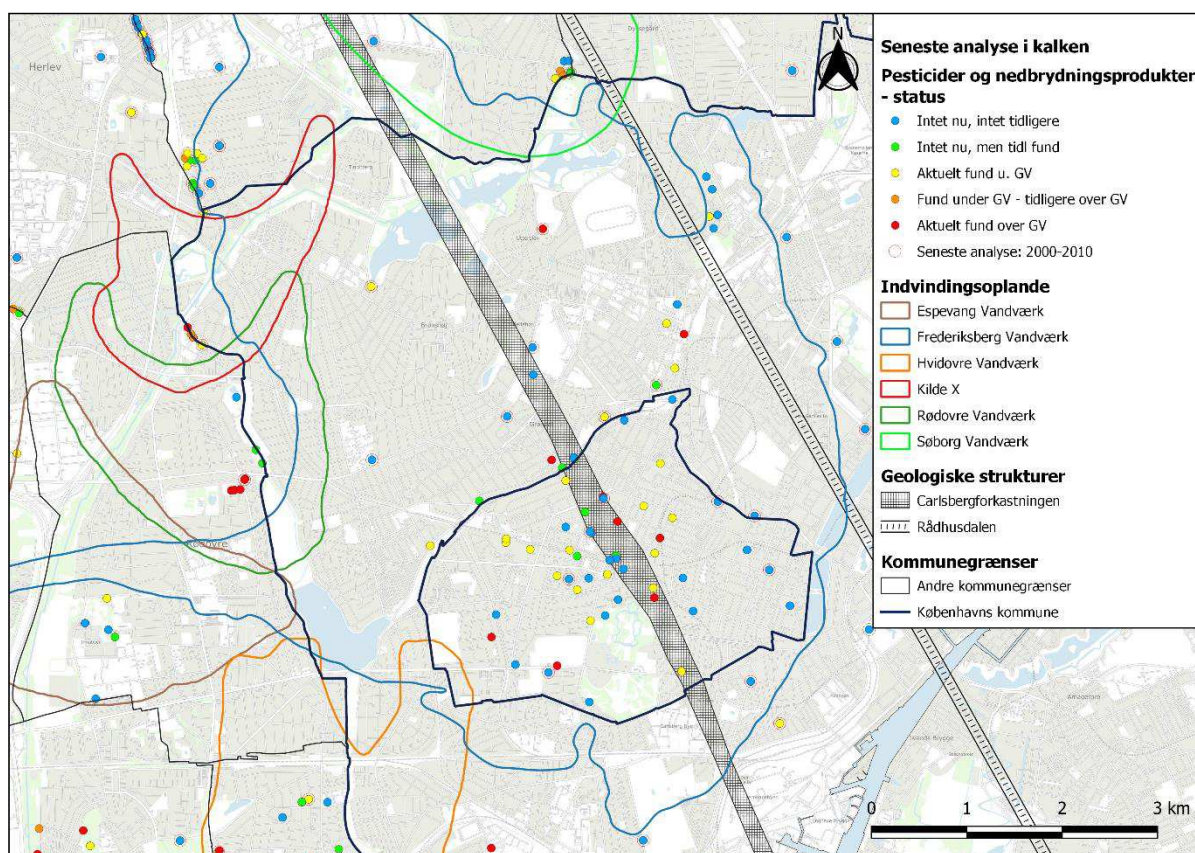 Seneste analyse i kalken
Pesticider og nedbrydningsprodukter
- status
Intet nu, intet tidligere
Intet nu, men tidl fund
Aktuelt fund u. GV
Fund under GV - tidligere over GV
Aktuelt fund over GV
Seneste analyse: 2000-2010
Indvindingsoplande
Espevang Vandværk
Frederiksberg Vandværk
Hvidovre Vandværk
Kilde X
Rødovre Vandværk
Søborg Vandværk
Geologiske strukturer
Carlsbergforkastningen
Rådhusdalen
Kommunegrænser
Andre kommunegrænser
Københavns kommune
N
Herlev
0 1 2 3 km